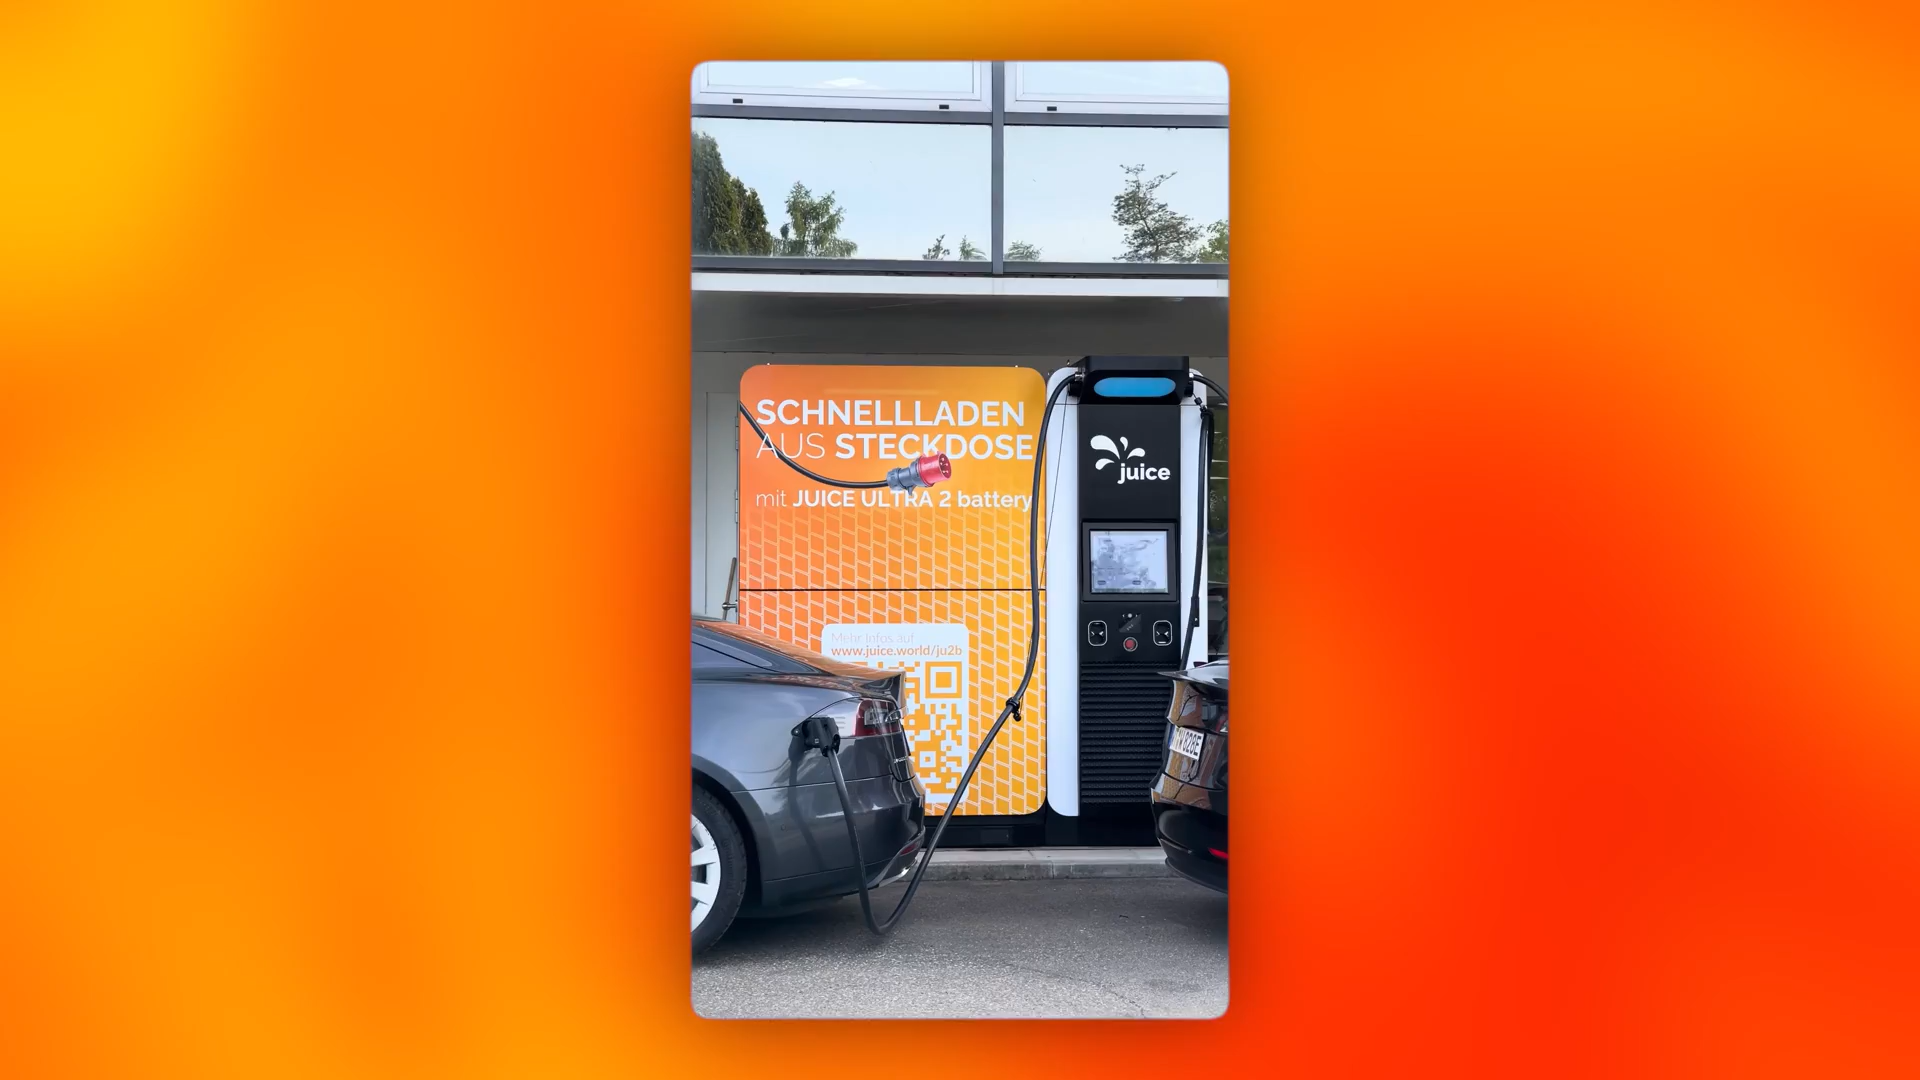 SCHNELLLADEN
AUS STECKDOSE
mit JUICE ULTRA 2 battery
juice
Mehr Infos auf
www.juice.world/ju2b